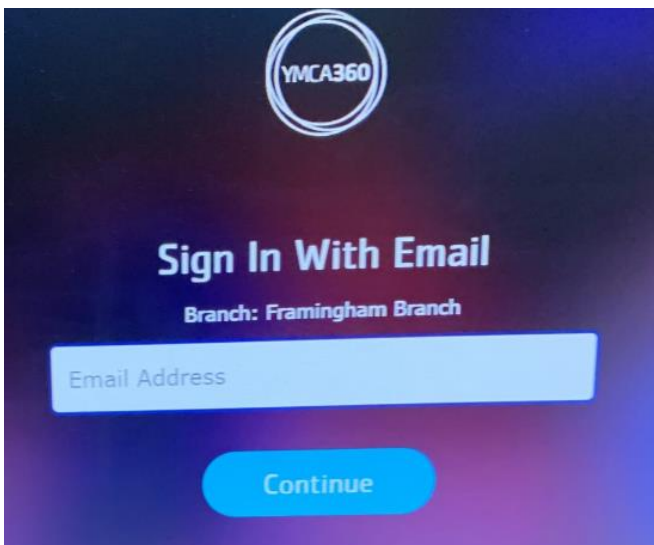 YMCA360
Sign In With Email
Branch: Framingham Branch
Email Address
Continue